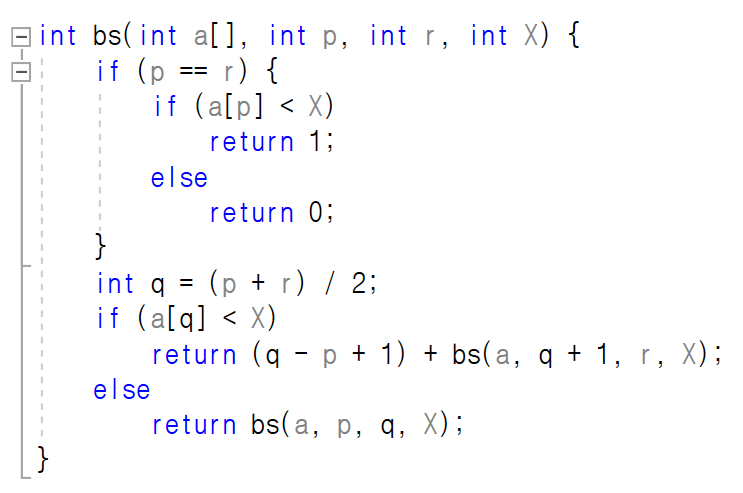 int bs(int a[], int p, int r, int X) {
if (p == r) {
if (a[p] < X)
return 1;
else
return 0;
}
int q = (p + r) / 2;
if (a[q] < X)
return (q - p + 1) + bs(a, q + 1, r, X);
else
return bs(a, p, q, X);
}